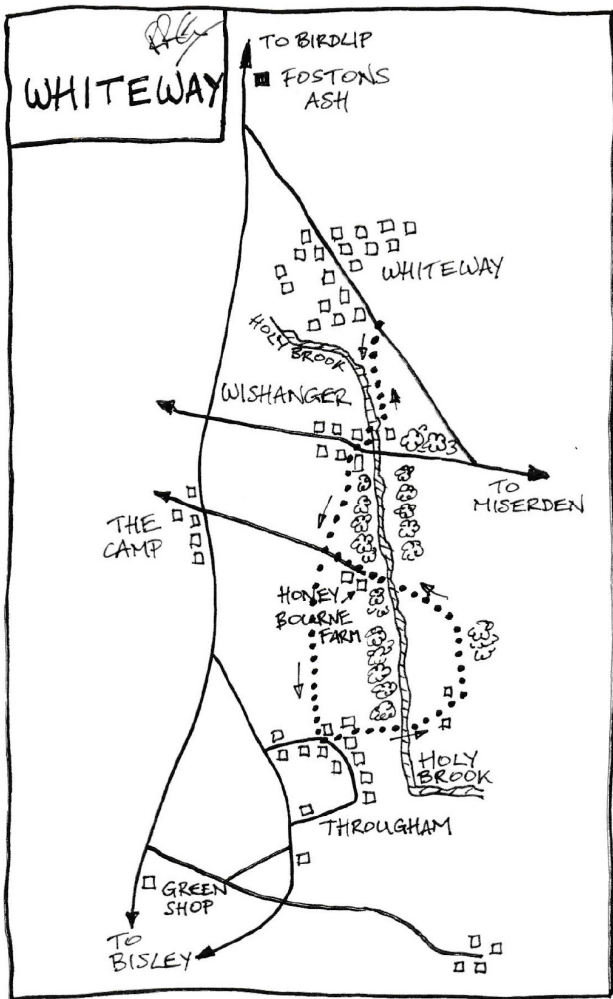 WHITEWAY
TO BIRDLIP
FOSTONS
ASH
WHITEWAY
HOLY
BROOK
WISHANGER
TO
MISERDEN
THE
CAMP
HONEY
BOURNE
FARM
HOLY
BROOK
THROUGHAM
GREEN
SHOP
TO
BISLEY